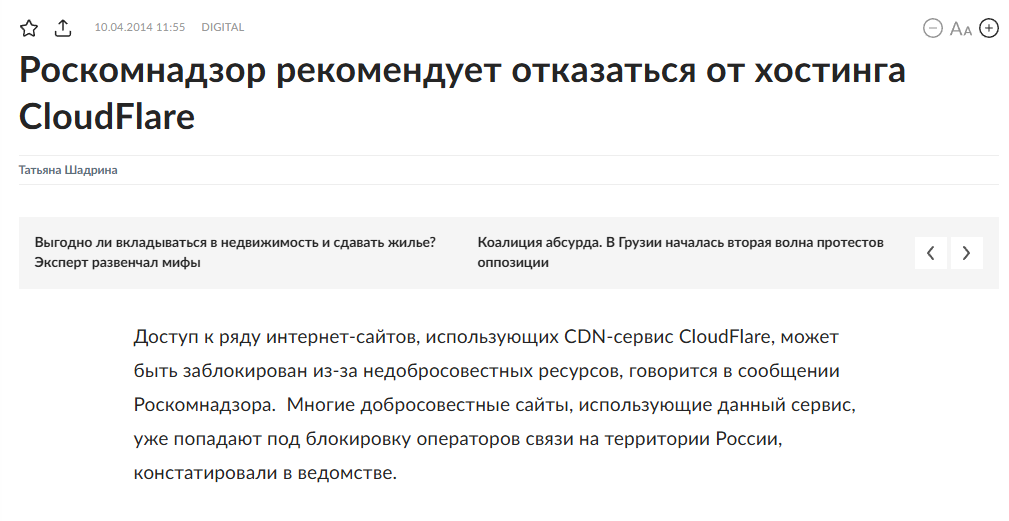 10.04.2014 11:55 DIGITAL
AA
Роскомнадзор рекомендует отказаться от хостинга
CloudFlare
Татьяна Шадрина
Выгодно ли вкладываться в недвижимость и сдавать жилье?
Эксперт развенчал мифы
Коалиция абсурда. В Грузии началась вторая волна протестов
оппозиции
Доступ к ряду интернет-сайтов, использующих CDN-сервис CloudFlare, может
быть заблокирован из-за недобросовестных ресурсов, говорится в сообщении
Роскомнадзора.  Многие добросовестные сайты, использующие данный сервис,
уже попадают под блокировку операторов связи на территории России,
констатировали в ведомстве.